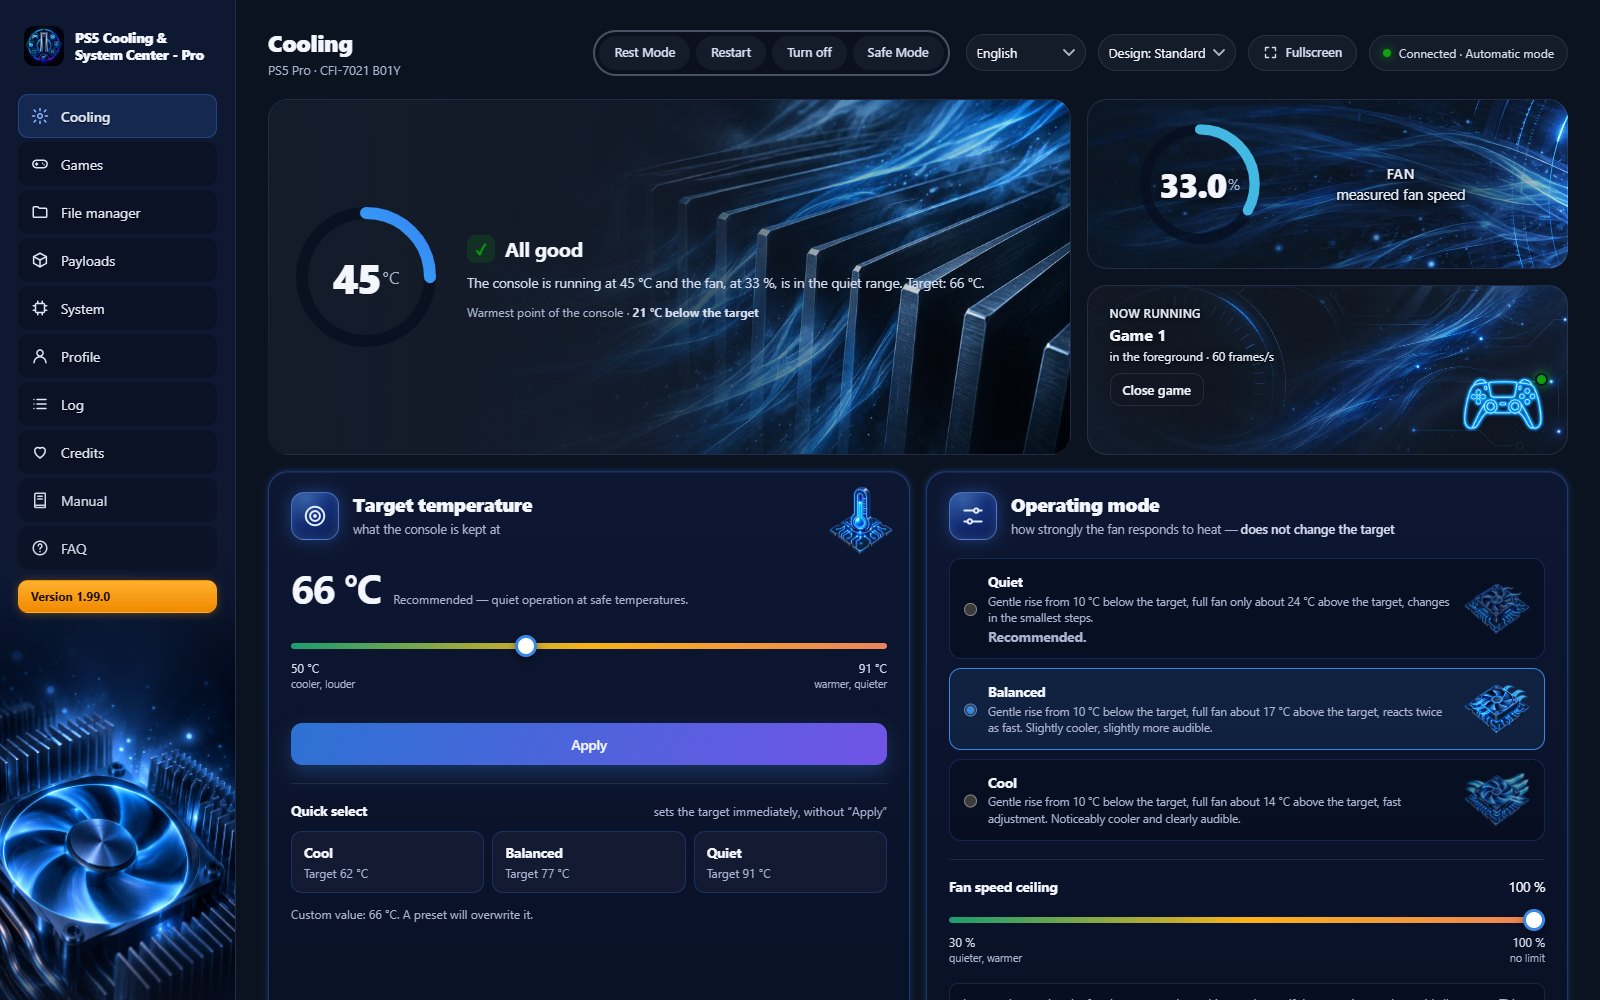 PS5 Cooling &
System Center - Pro
Cooling
Games
File manager
Payloads
System
Profile
Log
Credits
Manual
FAQ
Version 1.99.0
Cooling
PS5 Pro · CFI-7021 B01Y
Rest Mode
Restart
Turn off
Safe Mode
English
Design: Standard
Fullscreen
Connected · Automatic mode
45 °C
All good
The console is running at 45 °C and the fan, at 33 %, is in the quiet range. Target: 66 °C.
Warmest point of the console · 21 °C below the target
33.0%
FAN
measured fan speed
NOW RUNNING
Game 1
in the foreground · 60 frames/s
Close game
Target temperature
what the console is kept at
66 °C
Recommended — quiet operation at safe temperatures.
50 °C
91 °C
cooler, louder
warmer, quieter
Apply
Quick select
sets the target immediately, without “Apply”
Cool
Target 62 °C
Balanced
Target 77 °C
Quiet
Target 91 °C
Custom value: 66 °C. A preset will overwrite it.
Operating mode
how strongly the fan responds to heat — does not change the target
Quiet
Gentle rise from 10 °C below the target, full fan only about 24 °C above the target, changes
in the smallest steps.
Recommended.
Balanced
Gentle rise from 10 °C below the target, full fan about 17 °C above the target, reacts twice
as fast. Slightly cooler, slightly more audible.
Cool
Gentle rise from 10 °C below the target, full fan about 14 °C above the target, fast
adjustment. Noticeably cooler and clearly audible.
Fan speed ceiling
100 %
30 %
100 %
quieter, warmer
no limit